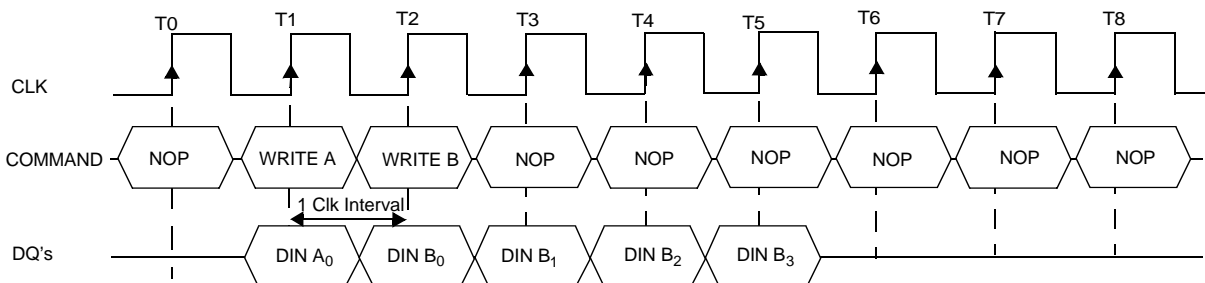 T0 T1 T2 T3 T4 T5 T6 T7 T8
CLK
COMMAND NOP WRITE A WRITE B NOP NOP NOP NOP NOP NOP
1 Clk Interval
DQ's DIN A0 DIN B0 DIN B1 DIN B2 DIN B3